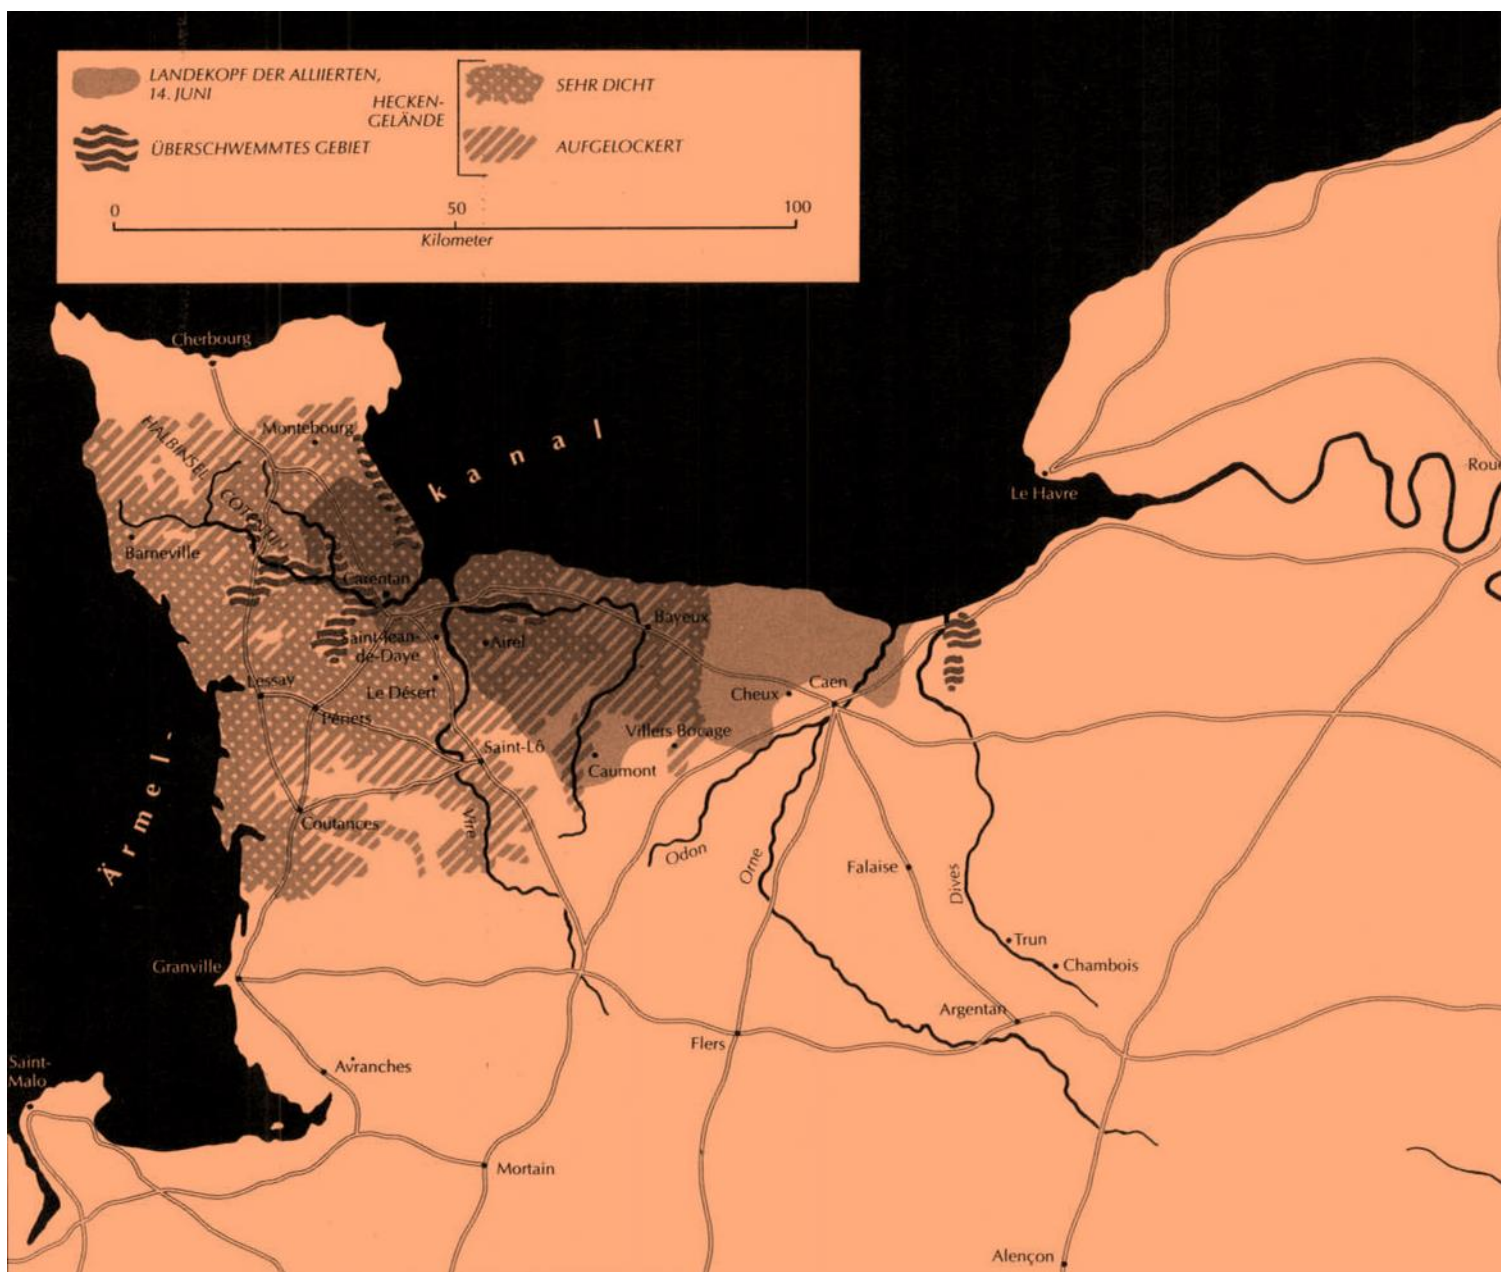 LANDEKOPF DER ALLIIERTEN,
14. JUNI
ÜBERSCHWEMMTES GEBIET
HECKEN-
GELÄNDE
SEHR DICHT
AUFGELOCKERT
0
50
100
Kilometer
Cherbourg
Montebourg
HALBINSEL
COTENTIN
Barneville
Carentan
Saint-Jean-
de-Daye
Airel
Le Désert
Lessay
Périers
Saint-Lô
Coutances
Vire
Bayeux
Cheux
Caen
Villers Bocage
Caumont
Odon
Orne
Falaise
Dives
Trun
Chambois
Argentan
Flers
Granville
Avranches
Saint-
Malo
Mortain
Alençon
Le Havre
Ärmel-
kanal